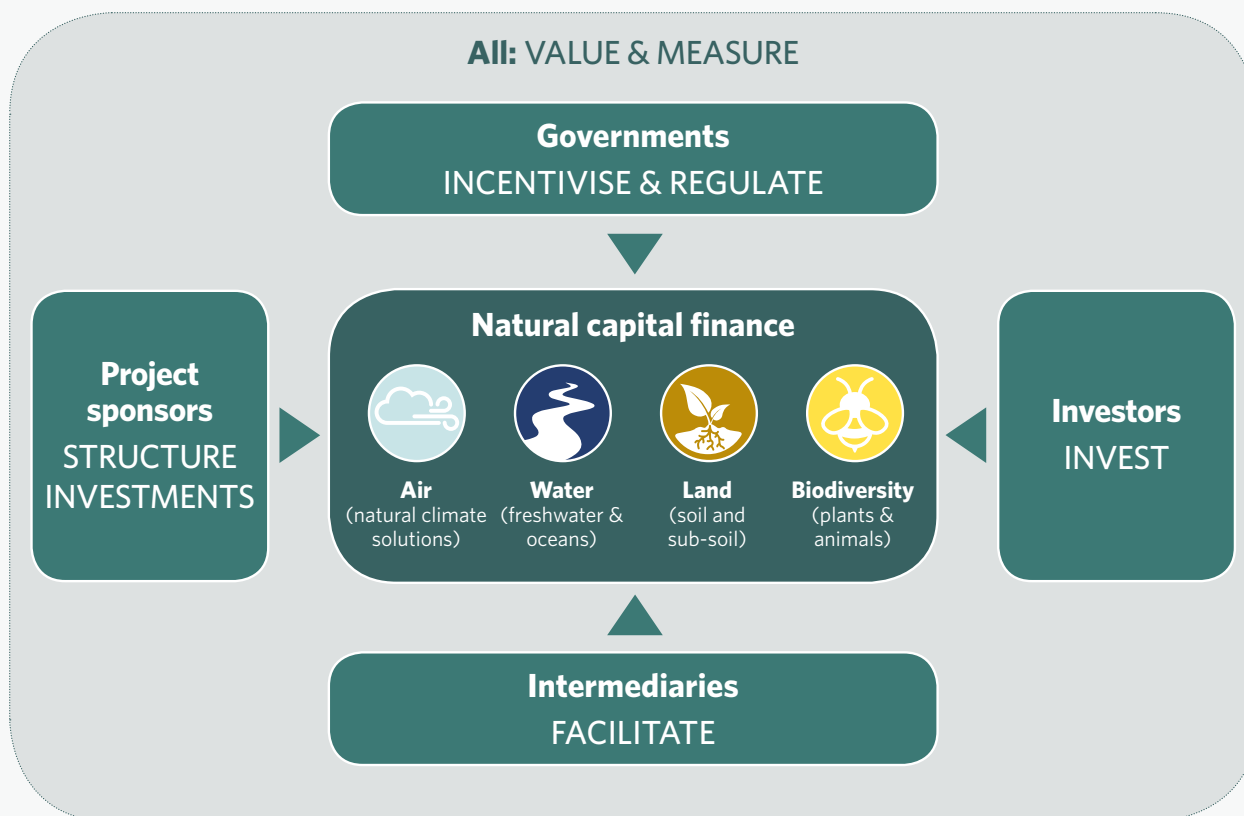 All: VALUE & MEASURE
Governments
INCENTIVISE & REGULATE
Project
sponsors
STRUCTURE
INVESTMENTS
Natural capital finance
Air
(natural climate
solutions)
Water
(freshwater &
oceans)
Land
(soil and
sub-soil)
Biodiversity
(plants &
animals)
Investors
INVEST
Intermediaries
FACILITATE